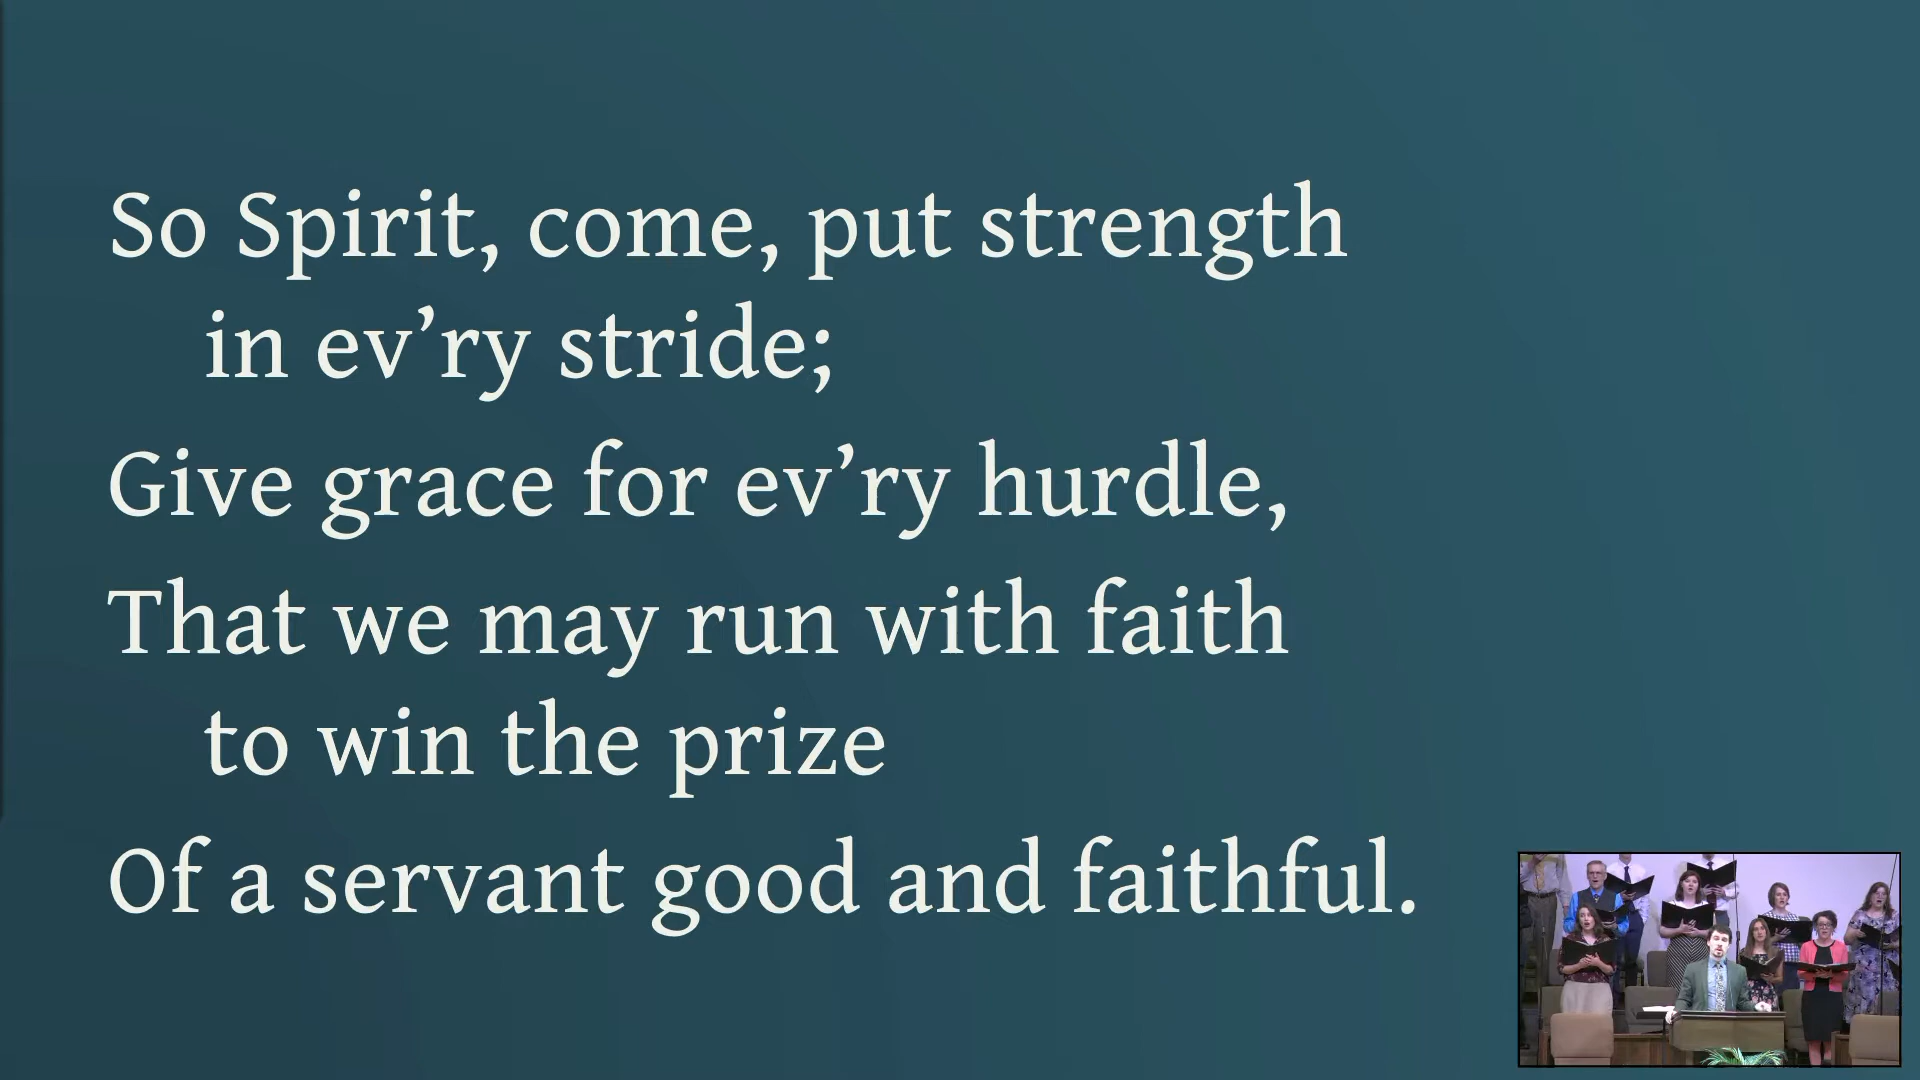 So Spirit, come, put strength
in ev’ry stride;
Give grace for ev’ry hurdle,
That we may run with faith
to win the prize
Of a servant good and faithful.